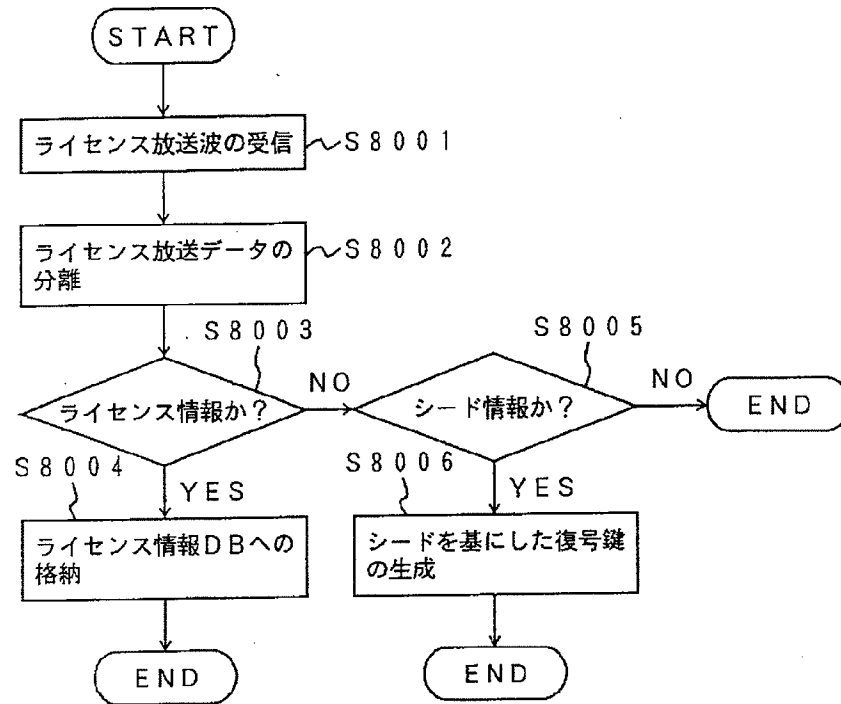 START
ライセンス放送波の受信
S8001
ライセンス放送データの
分離
S8002
S8003
ライセンス情報か？
NO
S8005
シード情報か？
NO
END
S8004
YES
ライセンス情報DBへの
格納
END
S8006
YES
シードを基にした復号鍵
の生成
END